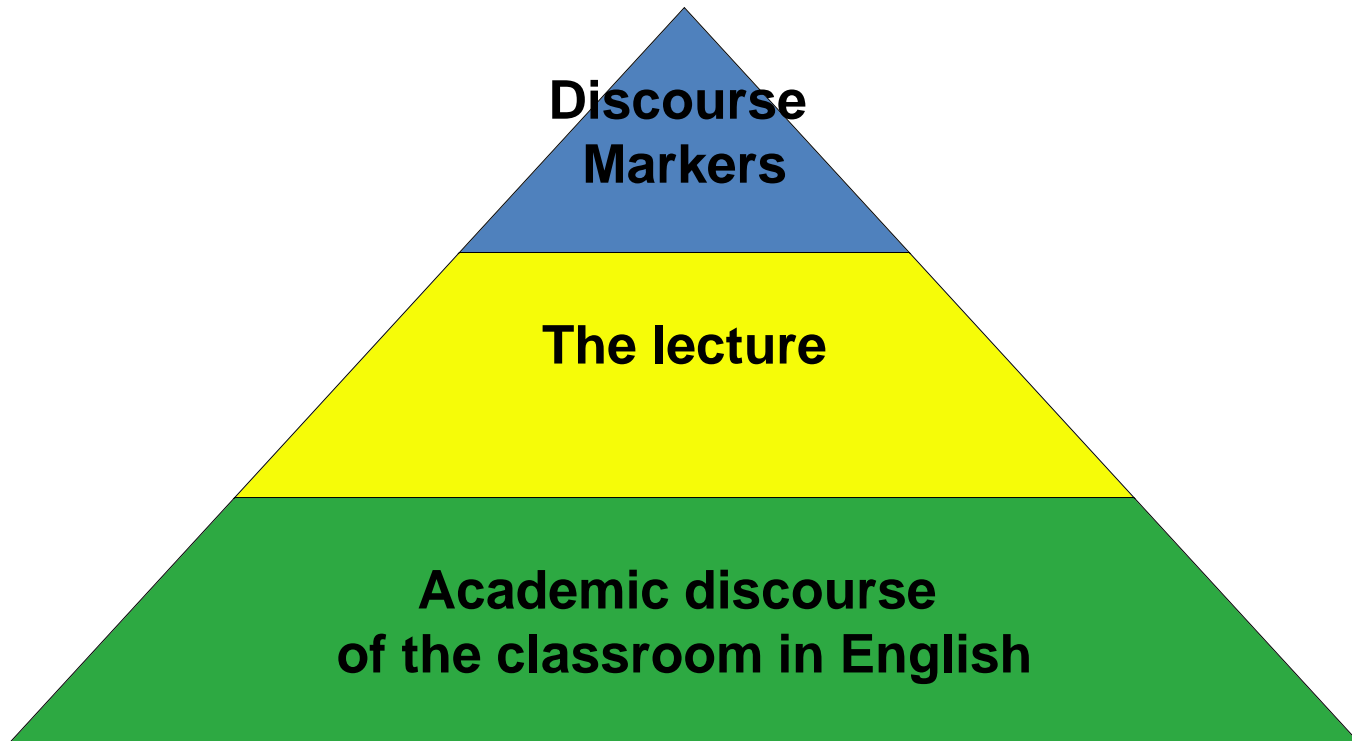 Discourse
Markers
The lecture
Academic discourse
of the classroom in English